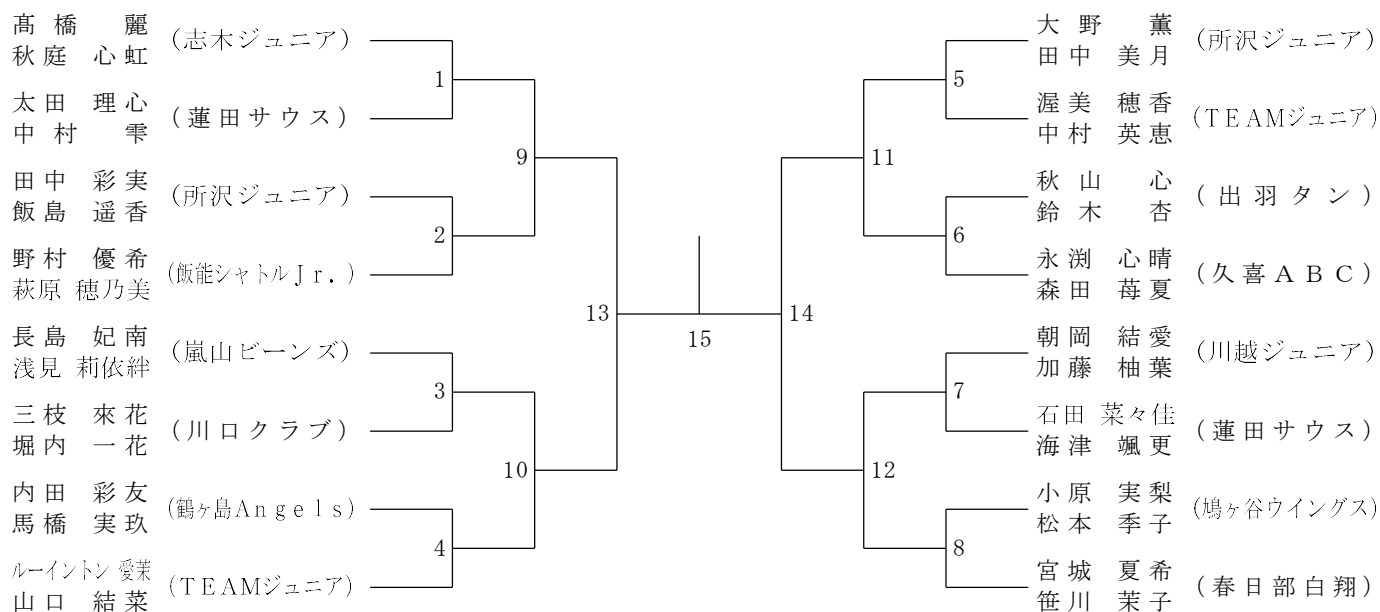 髙橋 麗
秋庭 心虹
(志木ジュニア)
太田 理心
中村 雫
(蓮田サウス)
田中 彩実
飯島 遥香
(所沢ジュニア)
野村 優希
萩原 穂乃美
(飯能シャトルJr.)
長島 妃南
浅見 莉依絆
(嵐山ビーンズ)
三枝 來花
堀内 一花
(川口クラブ)
内田 彩友
馬橋 実玖
(鶴ヶ島Angels)
ルーイントン 愛茉
山口 結菜
(TEAMジュニア)
1
2
3
4
9
10
13
15
14
11
12
5
6
7
8
大野 薫
田中 美月
(所沢ジュニア)
渥美 穂香
中村 英恵
(TEAMジュニア)
秋山 心
鈴木 杏
(出羽タン)
永渕 心晴
森田 苺夏
(久喜ABC)
朝岡 結愛
加藤 柚葉
(川越ジュニア)
石田 菜々佳
海津 颯更
(蓮田サウス)
小原 実梨
松本 季子
(鳩ヶ谷ウイングス)
宮城 夏希
笹川 茉子
(春日部白翔)